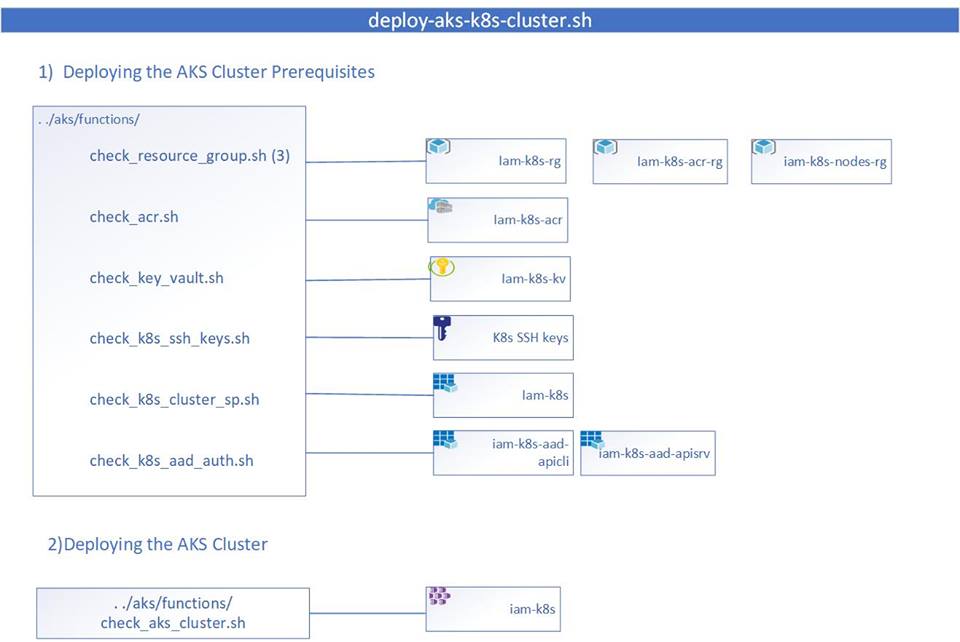 deploy-aks-k8s-cluster.sh
1) Deploying the AKS Cluster Prerequisites
. ./aks/functions/
check_resource_group.sh (3)
Iam-k8s-rg
Iam-k8s-acr-rg
iam-k8s-nodes-rg
check_acr.sh
Iam-k8s-acr
check_key_vault.sh
Iam-k8s-kv
check_k8s_ssh_keys.sh
K8s SSH keys
check_k8s_cluster_sp.sh
Iam-k8s
check_k8s_aad_auth.sh
iam-k8s-aad-
apicli
iam-k8s-aad-apisrv
2)Deploying the AKS Cluster
. ./aks/functions/
check_aks_cluster.sh
iam-k8s